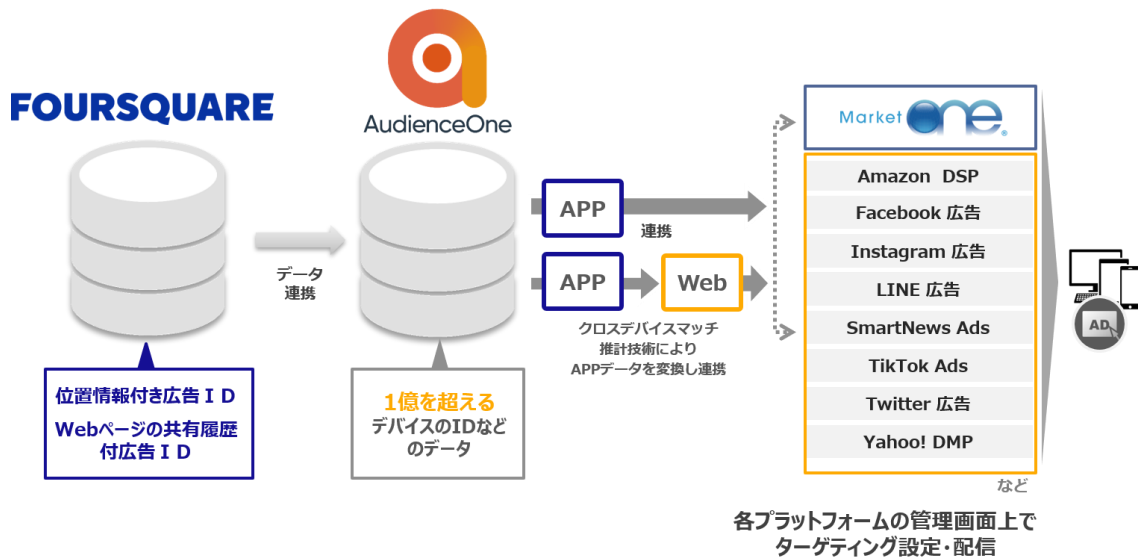 FOURSQUARE
AudienceOne
データ
連携
位置情報付き広告ID
Webページの共有履歴
付広告ID
1億を超える
デバイスのIDなど
のデータ
APP
連携
APP
Web
クロスデバイスマッチ
推計技術により
APPデータを変換し連携
Market one®
Amazon DSP
Facebook 広告
Instagram 広告
LINE 広告
SmartNews Ads
TikTok Ads
Twitter 広告
Yahoo! DMP
など
各プラットフォームの管理画面上で
ターゲティング設定・配信
AD